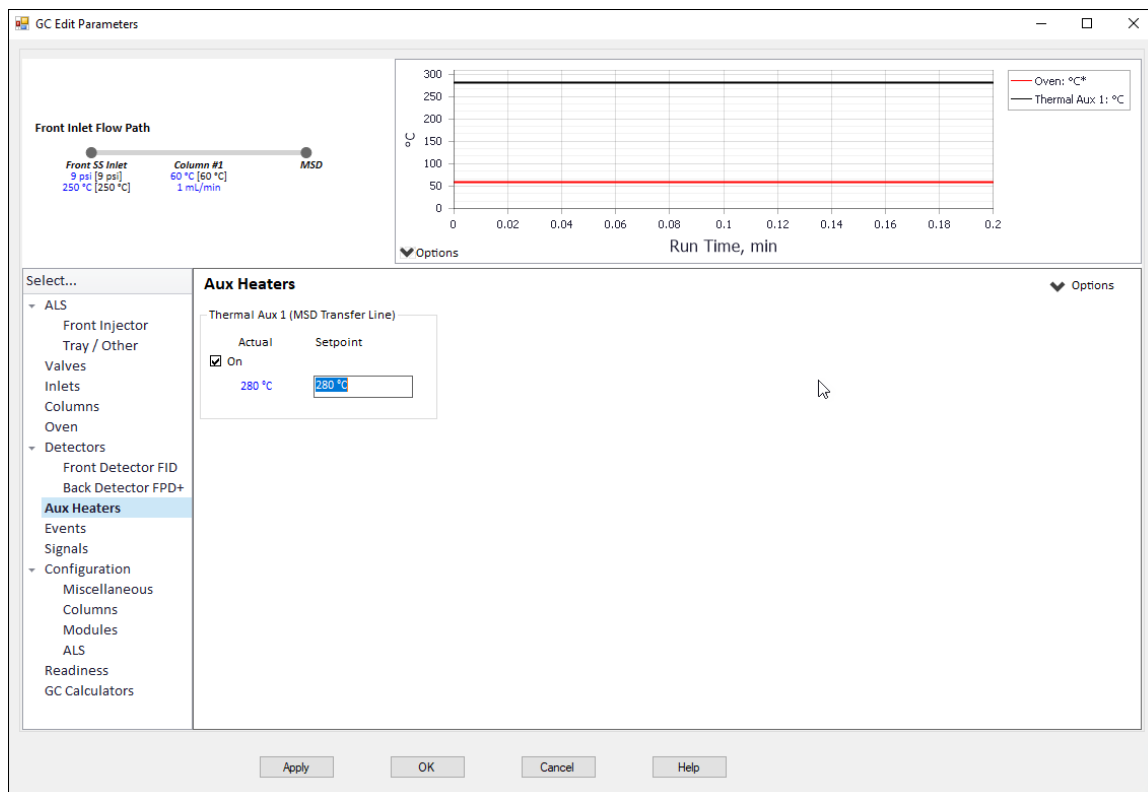 GC Edit Parameters
Front Inlet Flow Path
Front SS Inlet Column #1 MSD
9 psi [9 psi] 60 °C [60 °C]
250 °C [250 °C] 1 mL/min
300
250
200
150
100
50
0
°C
0 0.02 0.04 0.06 0.08 0.1 0.12 0.14 0.16 0.18 0.2
Run Time, min
Options
Oven: °C*
Thermal Aux 1: °C
Select...
ALS
Front Injector
Tray / Other
Valves
Inlets
Columns
Oven
Detectors
Front Detector FID
Back Detector FPD+
Aux Heaters
Events
Signals
Configuration
Miscellaneous
Columns
Modules
ALS
Readiness
GC Calculators
Aux Heaters
Options
Thermal Aux 1 (MSD Transfer Line)
Actual Setpoint
On
280 °C 280 °C
Apply OK Cancel Help